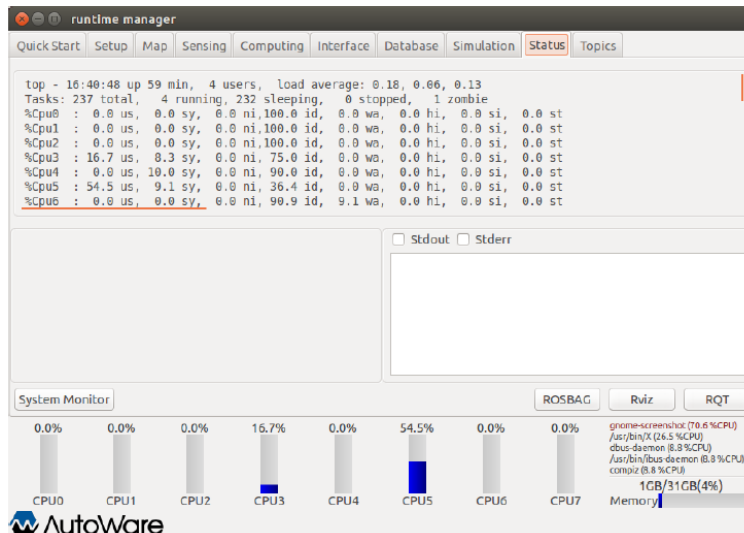 runtime manager
Quick Start Setup Map Sensing Computing Interface Database Simulation Status Topics
top - 16:40:48 up 59 min, 4 users, load average: 0.18, 0.06, 0.13
Tasks: 237 total, 4 running, 232 sleeping, 0 stopped, 1 zombie
%Cpu0 : 0.0 us, 0.0 sy, 0.0 ni,100.0 id, 0.0 wa, 0.0 hi, 0.0 si, 0.0 st
%Cpu1 : 0.0 us, 0.0 sy, 0.0 ni,100.0 id, 0.0 wa, 0.0 hi, 0.0 si, 0.0 st
%Cpu2 : 0.0 us, 0.0 sy, 0.0 ni,100.0 id, 0.0 wa, 0.0 hi, 0.0 si, 0.0 st
%Cpu3 : 16.7 us, 8.3 sy, 0.0 ni, 75.0 id, 0.0 wa, 0.0 hi, 0.0 si, 0.0 st
%Cpu4 : 0.0 us, 10.0 sy, 0.0 ni, 90.0 id, 0.0 wa, 0.0 hi, 0.0 si, 0.0 st
%Cpu5 : 54.5 us, 9.1 sy, 0.0 ni, 36.4 id, 0.0 wa, 0.0 hi, 0.0 si, 0.0 st
%Cpu6 : 0.0 us, 0.0 sy, 0.0 ni, 90.9 id, 9.1 wa, 0.0 hi, 0.0 si, 0.0 st
Stdout Stderr
System Monitor ROSBAG Rviz RQT
0.0% 0.0% 0.0% 16.7% 0.0% 54.5% 0.0% 0.0%
gnome-screenshot (70.6 %CPU)
/usr/bin/X (26.5 %CPU)
dbus-daemon (8.8 %CPU)
/usr/bin/ibus-daemon (8.8 %CPU)
compiz (8.8 %CPU)
1GB/31GB(4%)
CPU0 CPU1 CPU2 CPU3 CPU4 CPU5 CPU6 CPU7 Memory
AutoWare